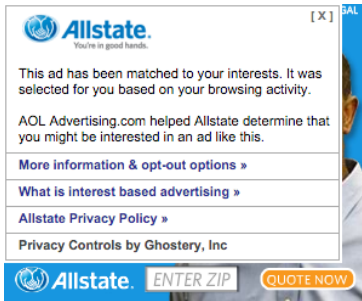 Allstate.
You're in good hands.
[X]
GAL
This ad has been matched to your interests. It was
selected for you based on your browsing activity.
AOL Advertising.com helped Allstate determine that
you might be interested in an ad like this.
More information & opt-out options »
What is interest based advertising »
Allstate Privacy Policy »
Privacy Controls by Ghostery, Inc
Allstate.
ENTER ZIP
QUOTE NOW